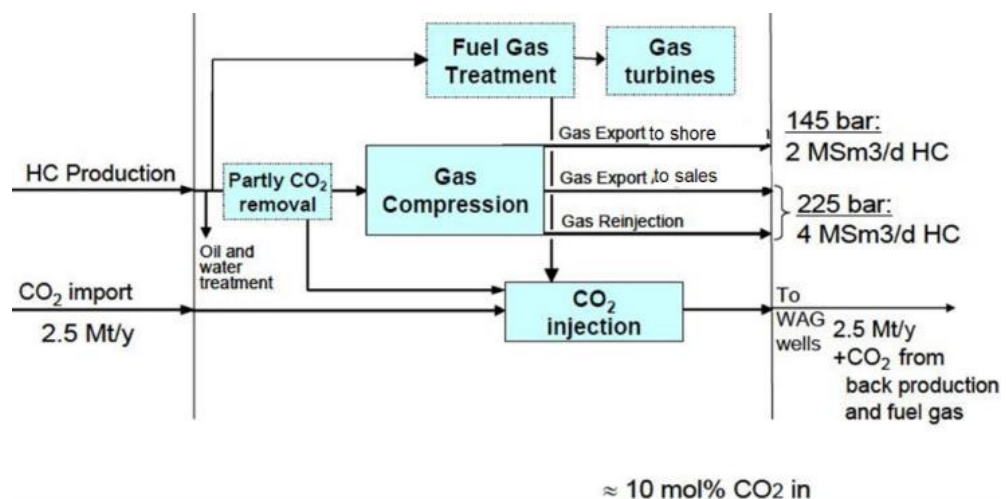 Fuel Gas
Treatment
Gas
turbines
145 bar:
2 MSm3/d HC
Gas Export to shore
HC Production
Partly CO₂
removal
Gas
Compression
Gas Export ,to sales
225 bar:
4 MSm3/d HC
Gas Reinjection
Oil and
water
treatment
CO₂ import
2.5 Mt/y
CO₂
injection
To
WAG
wells
2.5 Mt/y
+CO₂ from
back production
and fuel gas
≈ 10 mol% CO2 in